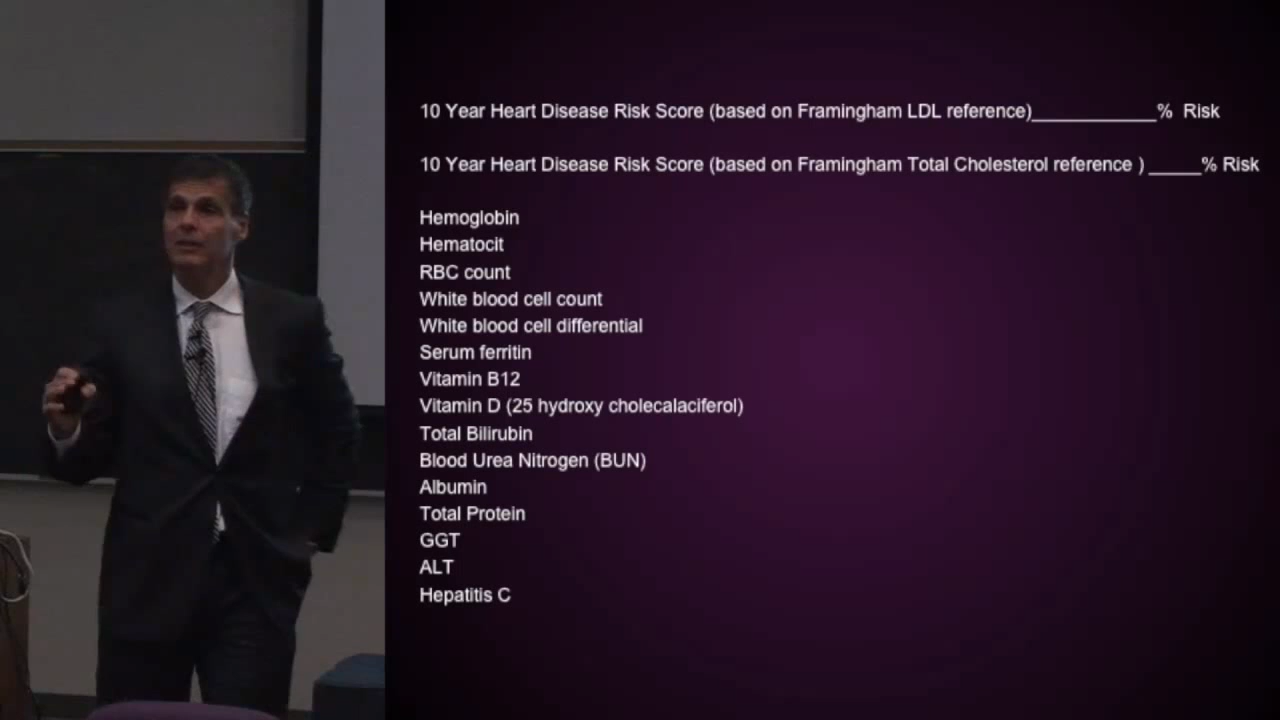 10 Year Heart Disease Risk Score (based on Framingham LDL reference)____________% Risk
10 Year Heart Disease Risk Score (based on Framingham Total Cholesterol reference ) _____% Risk
Hemoglobin
Hematocit
RBC count
White blood cell count
White blood cell differential
Serum ferritin
Vitamin B12
Vitamin D (25 hydroxy cholecalaciferol)
Total Bilirubin
Blood Urea Nitrogen (BUN)
Albumin
Total Protein
GGT
ALT
Hepatitis C